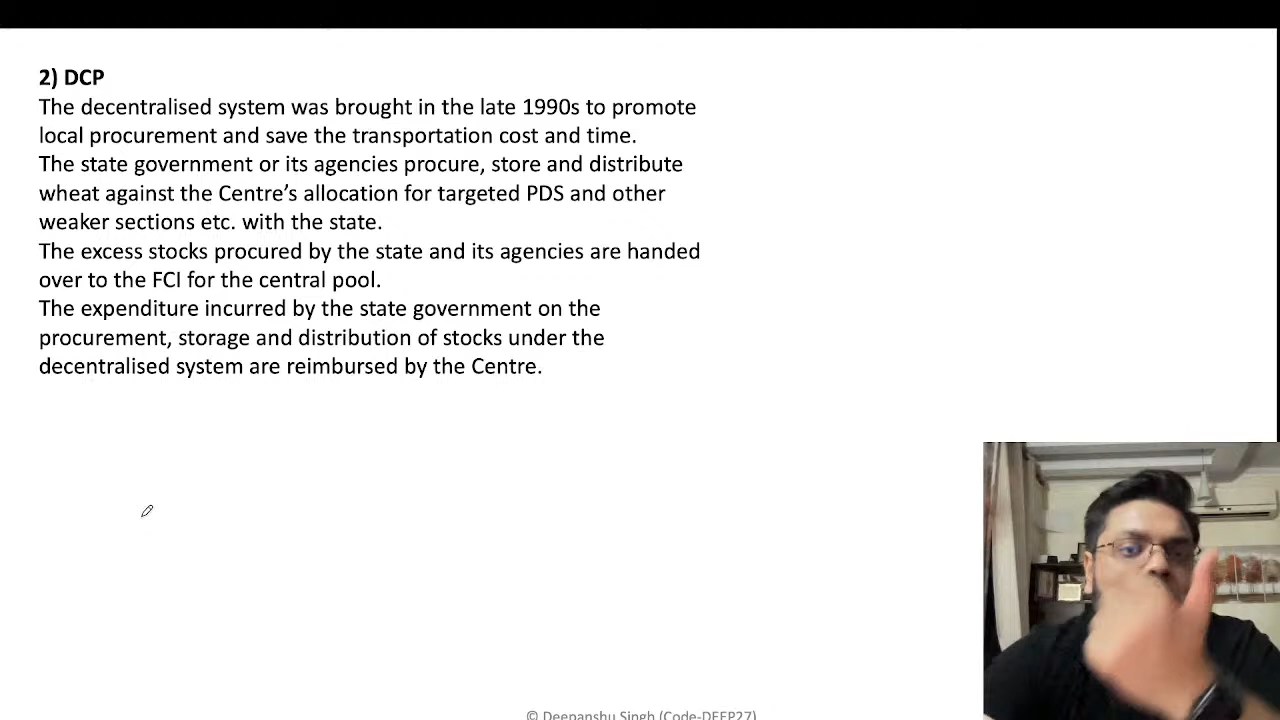 2) DCP
The decentralised system was brought in the late 1990s to promote
local procurement and save the transportation cost and time.
The state government or its agencies procure, store and distribute
wheat against the Centre’s allocation for targeted PDS and other
weaker sections etc. with the state.
The excess stocks procured by the state and its agencies are handed
over to the FCI for the central pool.
The expenditure incurred by the state government on the
procurement, storage and distribution of stocks under the
decentralised system are reimbursed by the Centre.
© Deepanshu Singh (Code-DEEP27)